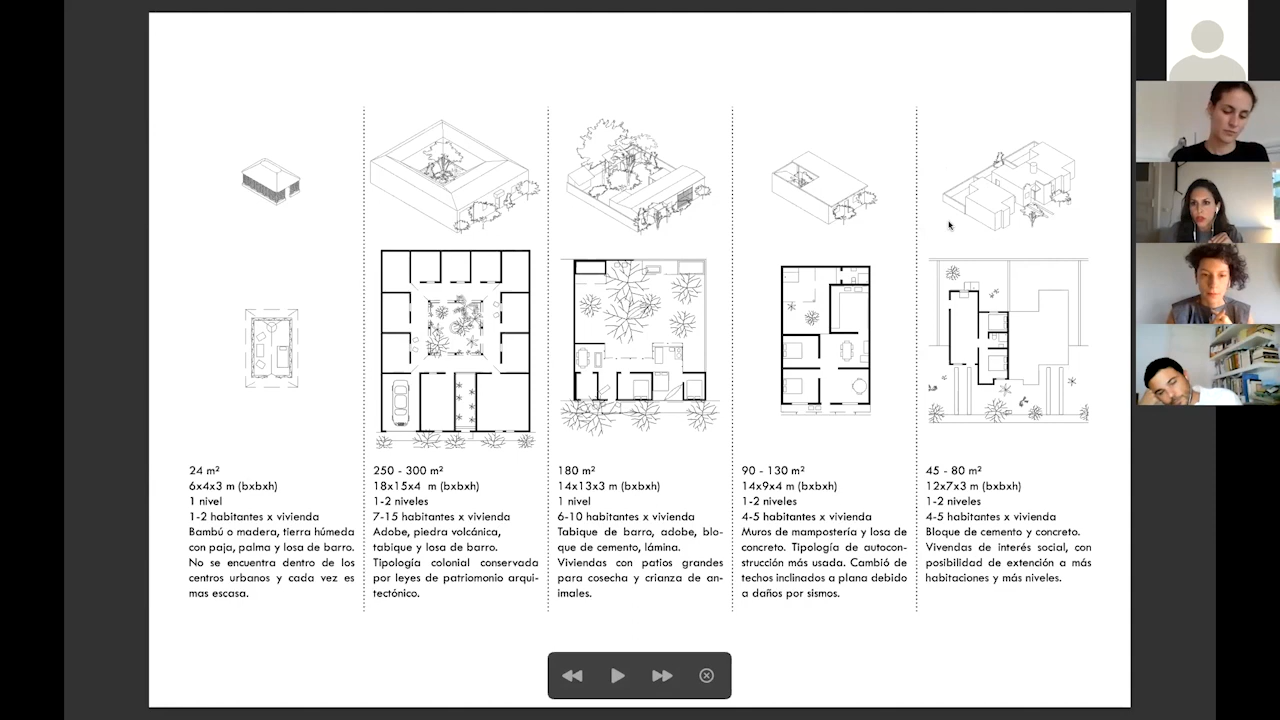 24 m²
6x4x3 m (bxbxh)
1 nivel
1-2 habitantes x vivienda
Bambú o madera, tierra húmeda
con paja, palma y losa de barro.
No se encuentra dentro de los
centros urbanos y cada vez es
mas escasa.
250 - 300 m²
18x15x4 m (bxbxh)
1-2 niveles
7-15 habitantes x vivienda
Adobe, piedra volcánica,
tabique y losa de barro.
Tipología colonial conservada
por leyes de patrimonio arqui-
tectónico.
180 m²
14x13x3 m (bxbxh)
1 nivel
6-10 habitantes x vivienda
Tabique de barro, adobe, blo-
que de cemento, lámina.
Viviendas con patios grandes
para cosecha y crianza de an-
imales.
90 - 130 m²
14x9x4 m (bxbxh)
1-2 niveles
4-5 habitantes x vivienda
Muros de mampostería y losa de
concreto. Tipología de autocon-
strucción más usada. Cambió de
techos inclinados a plana debido
a daños por sismos.
45 - 80 m²
12x7x3 m (bxbxh)
1-2 niveles
4-5 habitantes x vivienda
Bloque de cemento y concreto.
Vivendas de interés social, con
posibilidad de extención a más
habitaciones y más niveles.